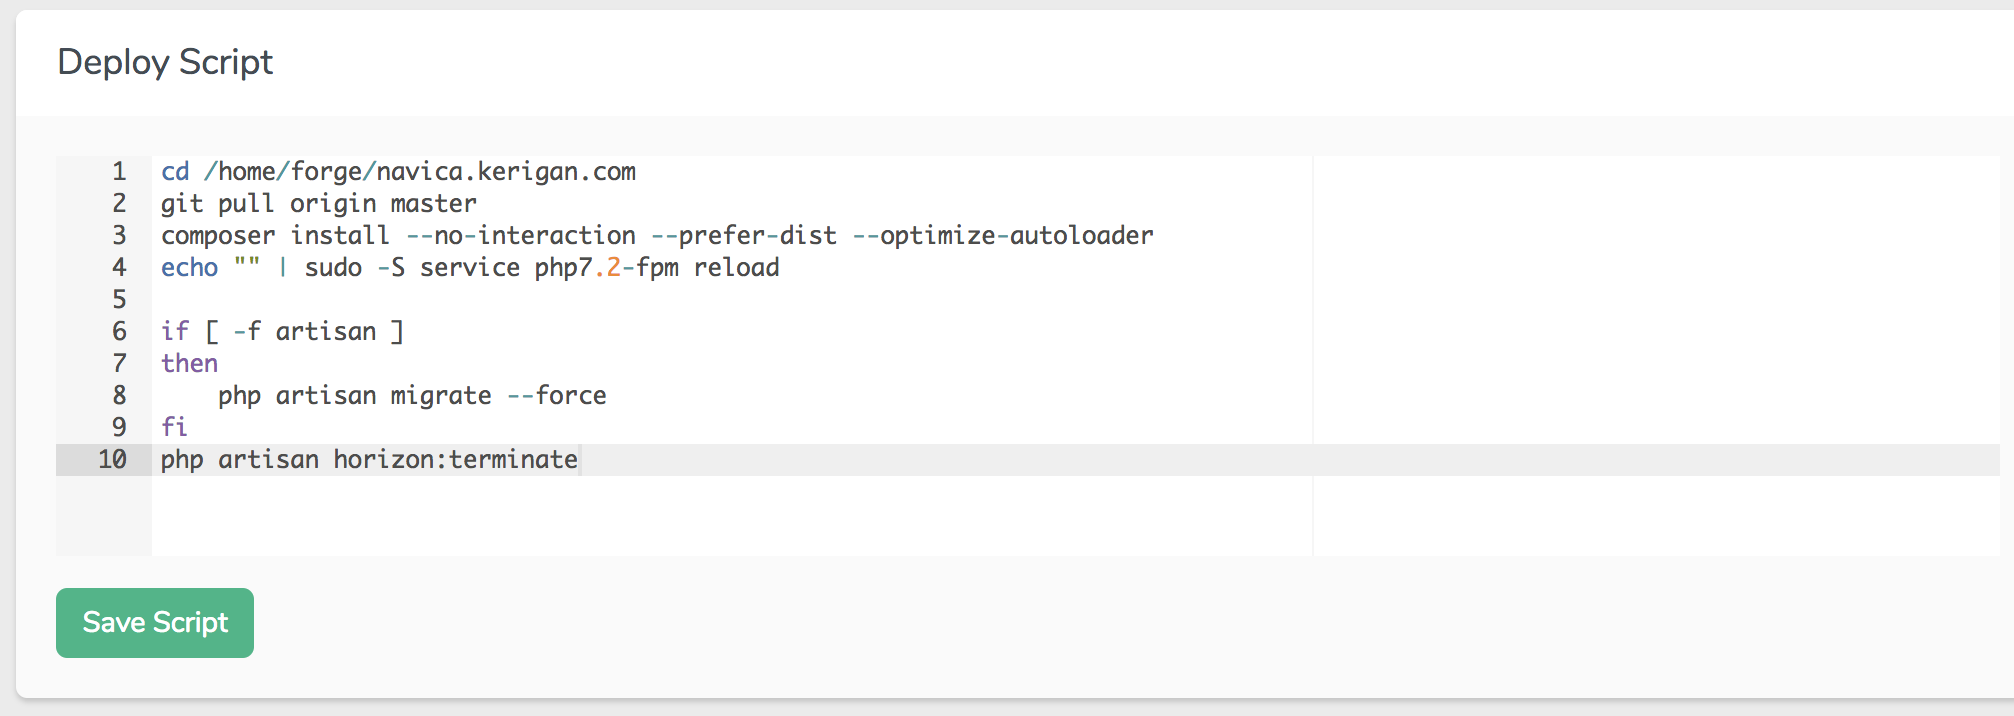 Deploy Script
1 cd /home/forge/navica.kerigan.com
2 git pull origin master
3 composer install --no-interaction --prefer-dist --optimize-autoloader
4 echo "" | sudo -S service php7.2-fpm reload
5
6 if [ -f artisan ]
7 then
8     php artisan migrate --force
9 fi
10 php artisan horizon:terminate
Save Script